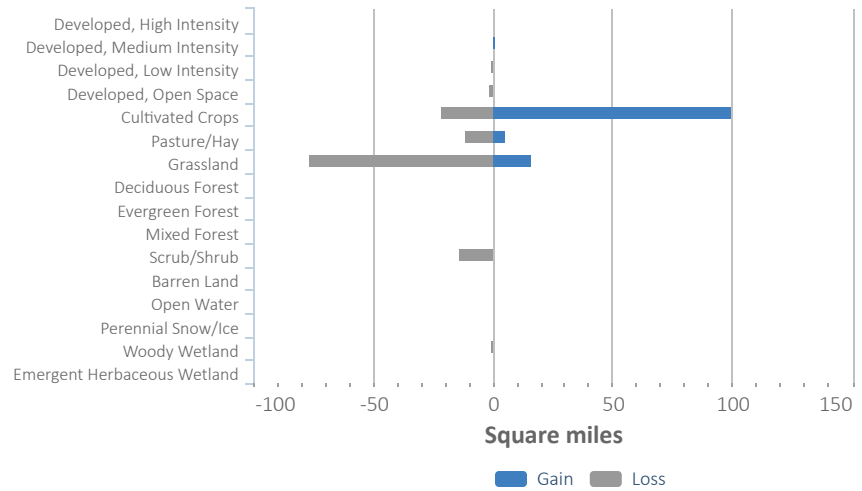 Developed, High Intensity
Developed, Medium Intensity
Developed, Low Intensity
Developed, Open Space
Cultivated Crops
Pasture/Hay
Grassland
Deciduous Forest
Evergreen Forest
Mixed Forest
Scrub/Shrub
Barren Land
Open Water
Perennial Snow/Ice
Woody Wetland
Emergent Herbaceous Wetland
-100 -50 0 50 100 150
Square miles
Gain Loss